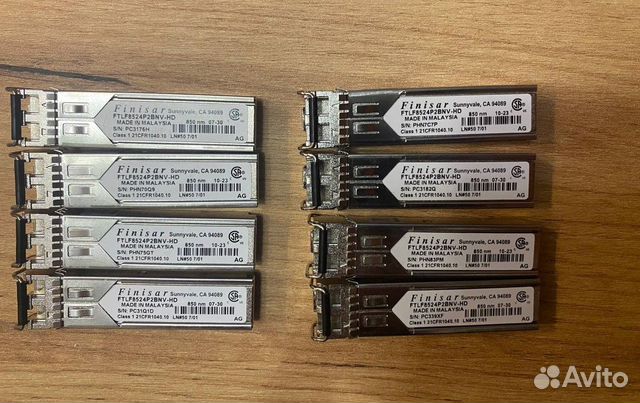 Finisar Sunnyvale, CA 94089
FTLF8524P2BNV-HD 850 nm 07-30
MADE IN MALAYSIA
S/N: PC3176H
Class 1 21CFR1040.10 LN#50 7/01 AG
Finisar Sunnyvale, CA 94089
FTLF8524P2BNV-HD 850 nm 10-23
MADE IN MALAYSIA
S/N: PHN70G9
Class 1 21CFR1040.10 LN#50 7/01 AG
Finisar Sunnyvale, CA 94089
FTLF8524P2BNV-HD 850 nm 10-23
MADE IN MALAYSIA
S/N: PHN75GT
Class 1 21CFR1040.10 LN#50 7/01 AG
Finisar Sunnyvale, CA 94089
FTLF8524P2BNV-HD 850 nm 07-30
MADE IN MALAYSIA
S/N: PC31Q1D
Class 1 21CFR1040.10 LN#50 7/01 AG
Finisar Sunnyvale, CA 94089
FTLF8524P2BNV-HD 850 nm 10-23
MADE IN MALAYSIA
S/N: PHN7C7P
Class 1 21CFR1040.10 LN#50 7/01 AG
Finisar Sunnyvale, CA 94089
FTLF8524P2BNV-HD 850 nm 07-30
MADE IN MALAYSIA
S/N: PC3182Q
Class 1 21CFR1040.10 LN#50 7/01 AG
Finisar Sunnyvale, CA 94089
FTLF8524P2BNV-HD 850 nm 10-23
MADE IN MALAYSIA
S/N: PHN83PM
Class 1 21CFR1040.10 LN#50 7/01 AG
Finisar Sunnyvale, CA 94089
FTLF8524P2BNV-HD 850 nm 07-30
MADE IN MALAYSIA
S/N: PC339XF
Class 1 21CFR1040.10 LN#50 7/01 AG
Avito